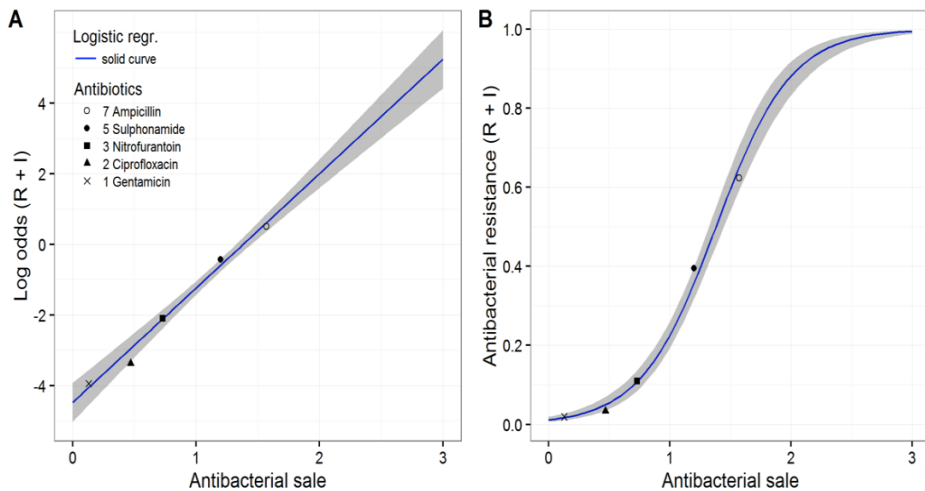 A
Logistic regr.
solid curve
Antibiotics
7 Ampicillin
5 Sulphonamide
3 Nitrofurantoin
2 Ciprofloxacin
1 Gentamicin
Log odds (R + I)
4
2
0
-2
-4
0 1 2 3
Antibacterial sale
B
Antibacterial resistance (R + I)
1.0
0.8
0.6
0.4
0.2
0.0
0 1 2 3
Antibacterial sale